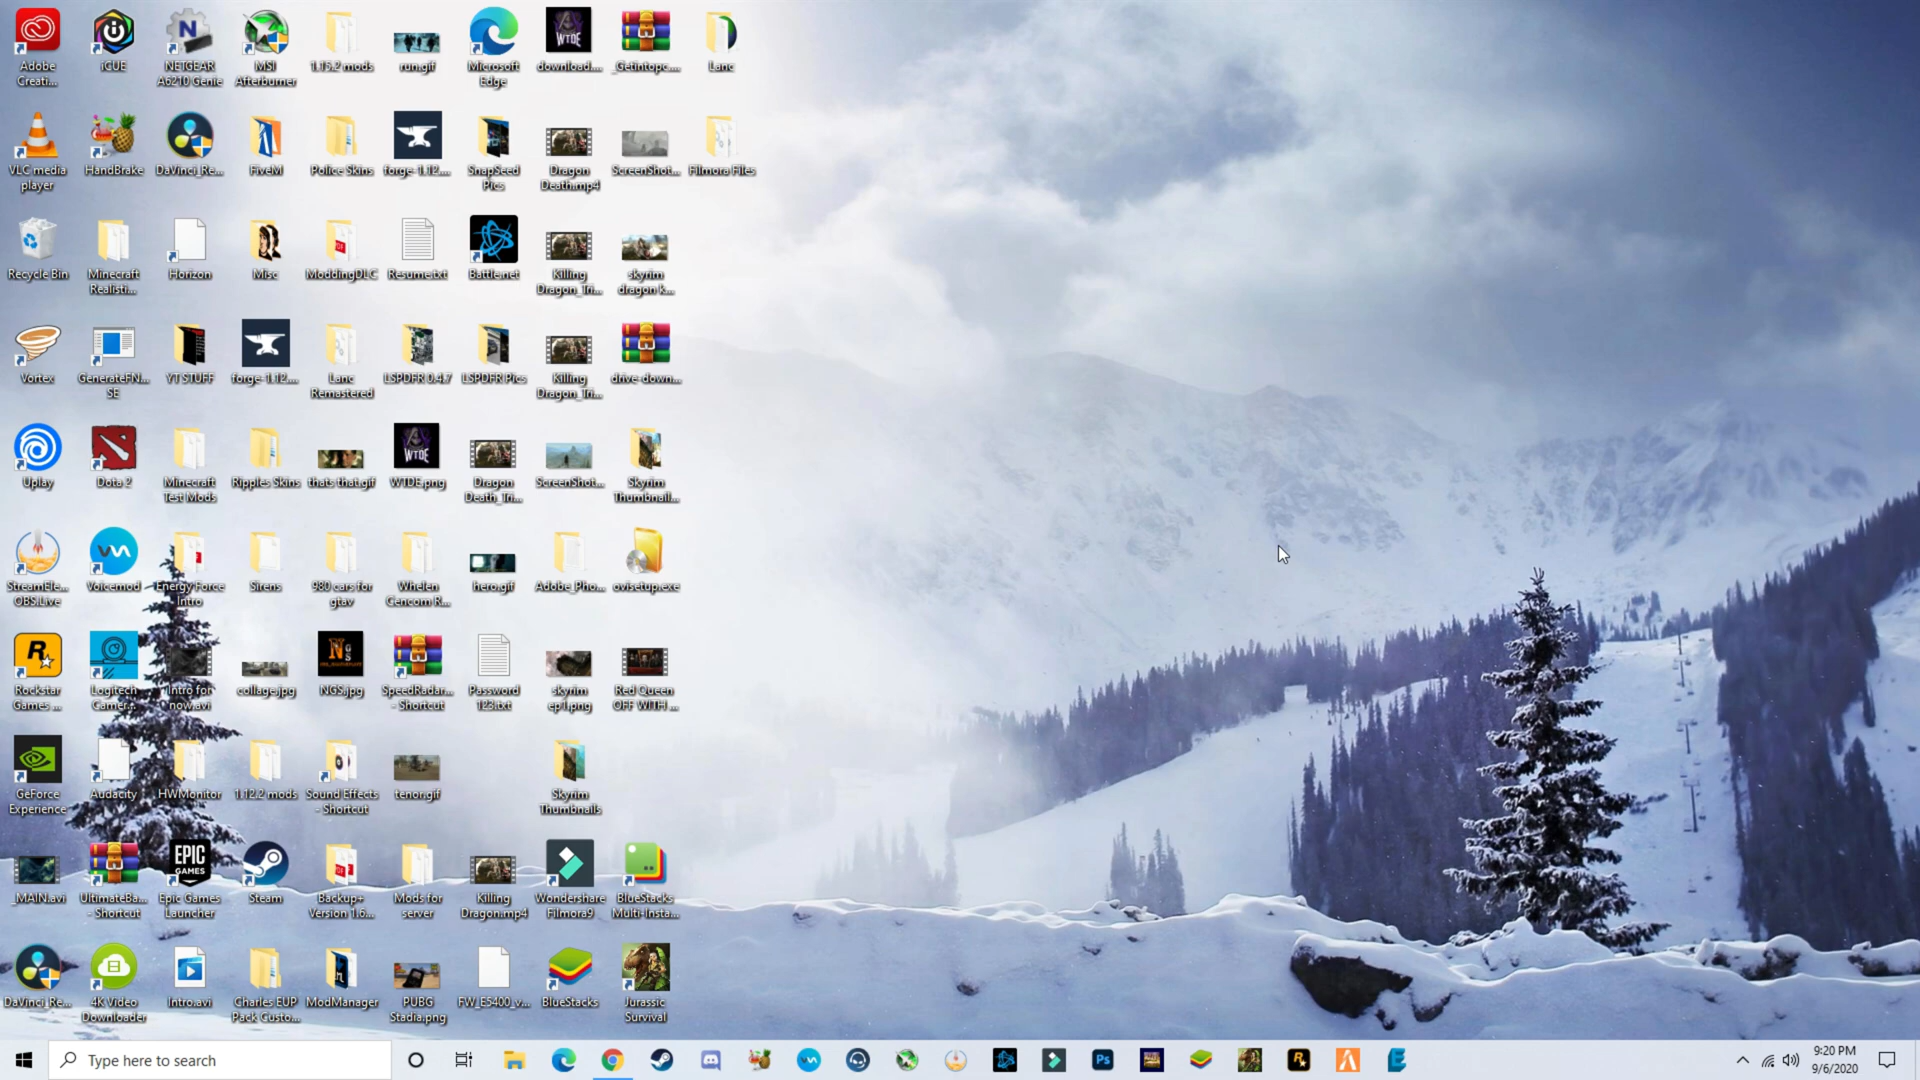 Adobe
Creati...
iCUE
NETGEAR
A6210 Genie
MSI
Afterburner
1.15.2 mods
run.gif
Microsoft
Edge
WTDE
download....
_Getintopc....
Lanc
VLC media
player
HandBrake
DaVinci_Re...
FiveM
Police Skins
forge-1.12....
SnapSeed
Pics
Dragon
Death.mp4
ScreenShot...
Filmora Files
Recycle Bin
Minecraft
Realisti...
Horizon
Misc
ModdingDLC
Resume.txt
Battle.net
Killing
Dragon_Tri...
skyrim
dragon k...
Vortex
GenerateFN...
SE
YT STUFF
forge-1.12....
Lanc
Remastered
LSPDFR 0.4.7
LSPDFR Pics
Killing
Dragon_Tri...
drive-down...
Uplay
Dota 2
Minecraft
Test Mods
Ripples Skins
thats that.gif
WTDE
WTDE.png
Dragon
Death_Tri...
ScreenShot...
Skyrim
Thumbnail...
StreamEle...
OBS.Live
Voicemod
Energy Force
Intro
Sirens
980 cars for
gtav
Whelen
Cencom R...
hero.gif
Adobe_Pho...
ovisetup.exe
Rockstar
Games ...
Logitech
Camer...
Intro for
now.avi
collage.jpg
NGS.jpg
SpeedRadar...
- Shortcut
Password
123.txt
skyrim
ep1.png
Red Queen
OFF WITH ...
GeForce
Experience
Audacity
HWMonitor
1.12.2 mods
Sound Effects
- Shortcut
tenor.gif
Skyrim
Thumbnails
_MAIN.avi
UltimateBa...
- Shortcut
EPIC
GAMES
Epic Games
Launcher
Steam
Backup+
Version 1.6...
Mods for
server
Killing
Dragon.mp4
Wondershare
Filmora9
BlueStacks
Multi-Insta...
DaVinci_Re...
4K Video
Downloader
Intro.avi
Charles EUP
Pack Custo...
ModManager
PUBG
Stadia.png
FW_E5400_v...
BlueStacks
Jurassic
Survival
Type here to search
Ps
9:20 PM
9/6/2020